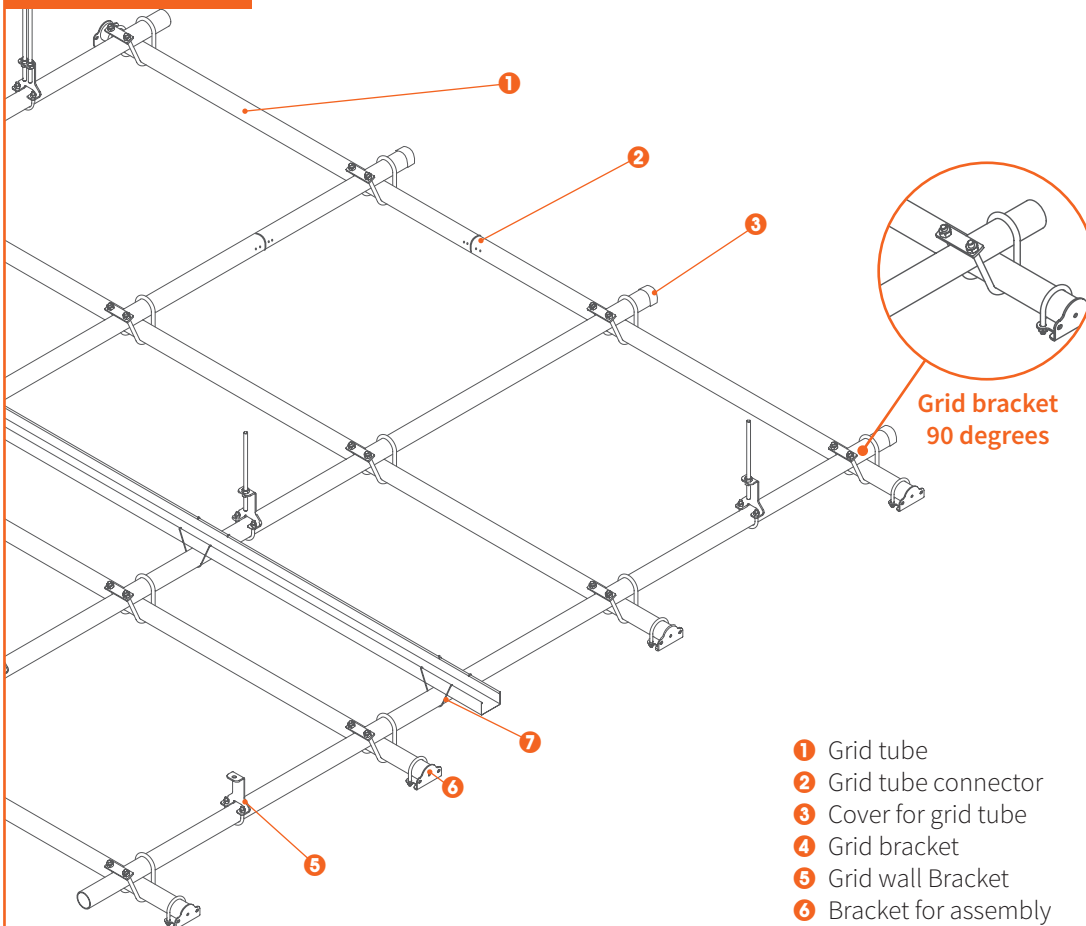 1
2
3
Grid bracket
90 degrees
7
6
5
1 Grid tube
2 Grid tube connector
3 Cover for grid tube
4 Grid bracket
5 Grid wall Bracket
6 Bracket for assembly